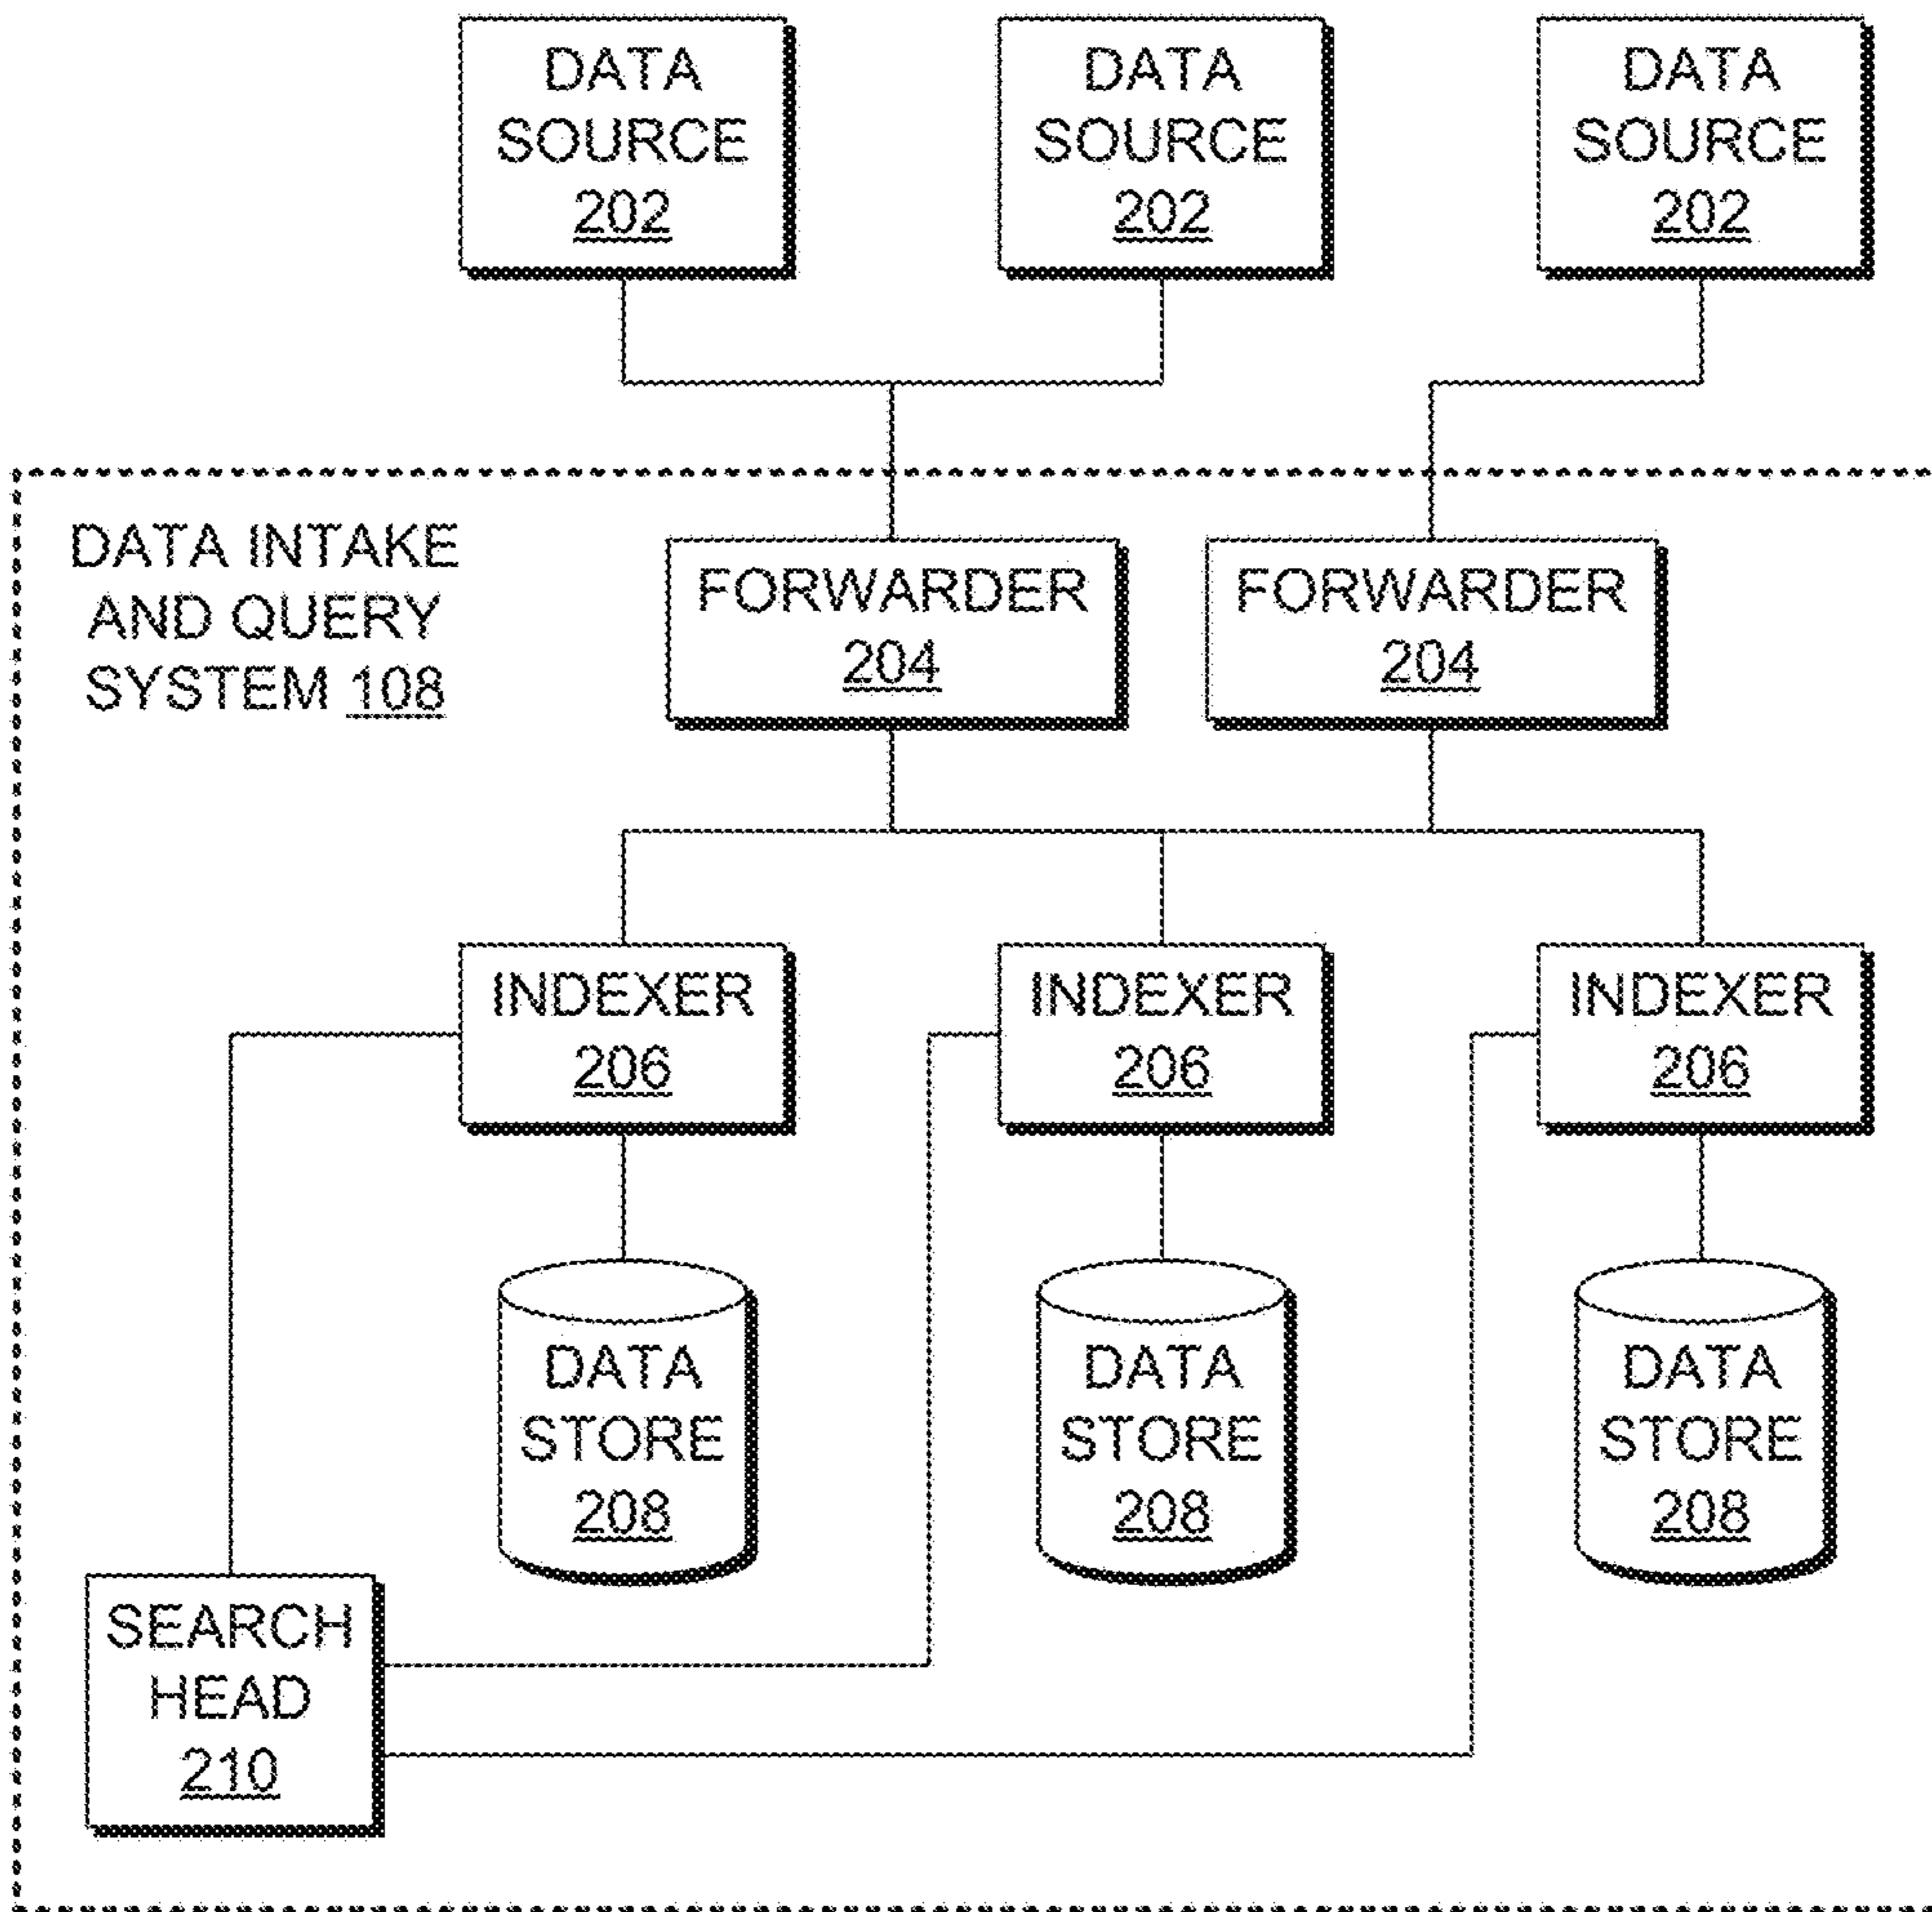 DATA
SOURCE
202
DATA
SOURCE
202
DATA
SOURCE
202
DATA INTAKE
AND QUERY
SYSTEM 108
FORWARDER
204
FORWARDER
204
INDEXER
206
INDEXER
206
INDEXER
206
DATA
STORE
208
DATA
STORE
208
DATA
STORE
208
SEARCH
HEAD
210